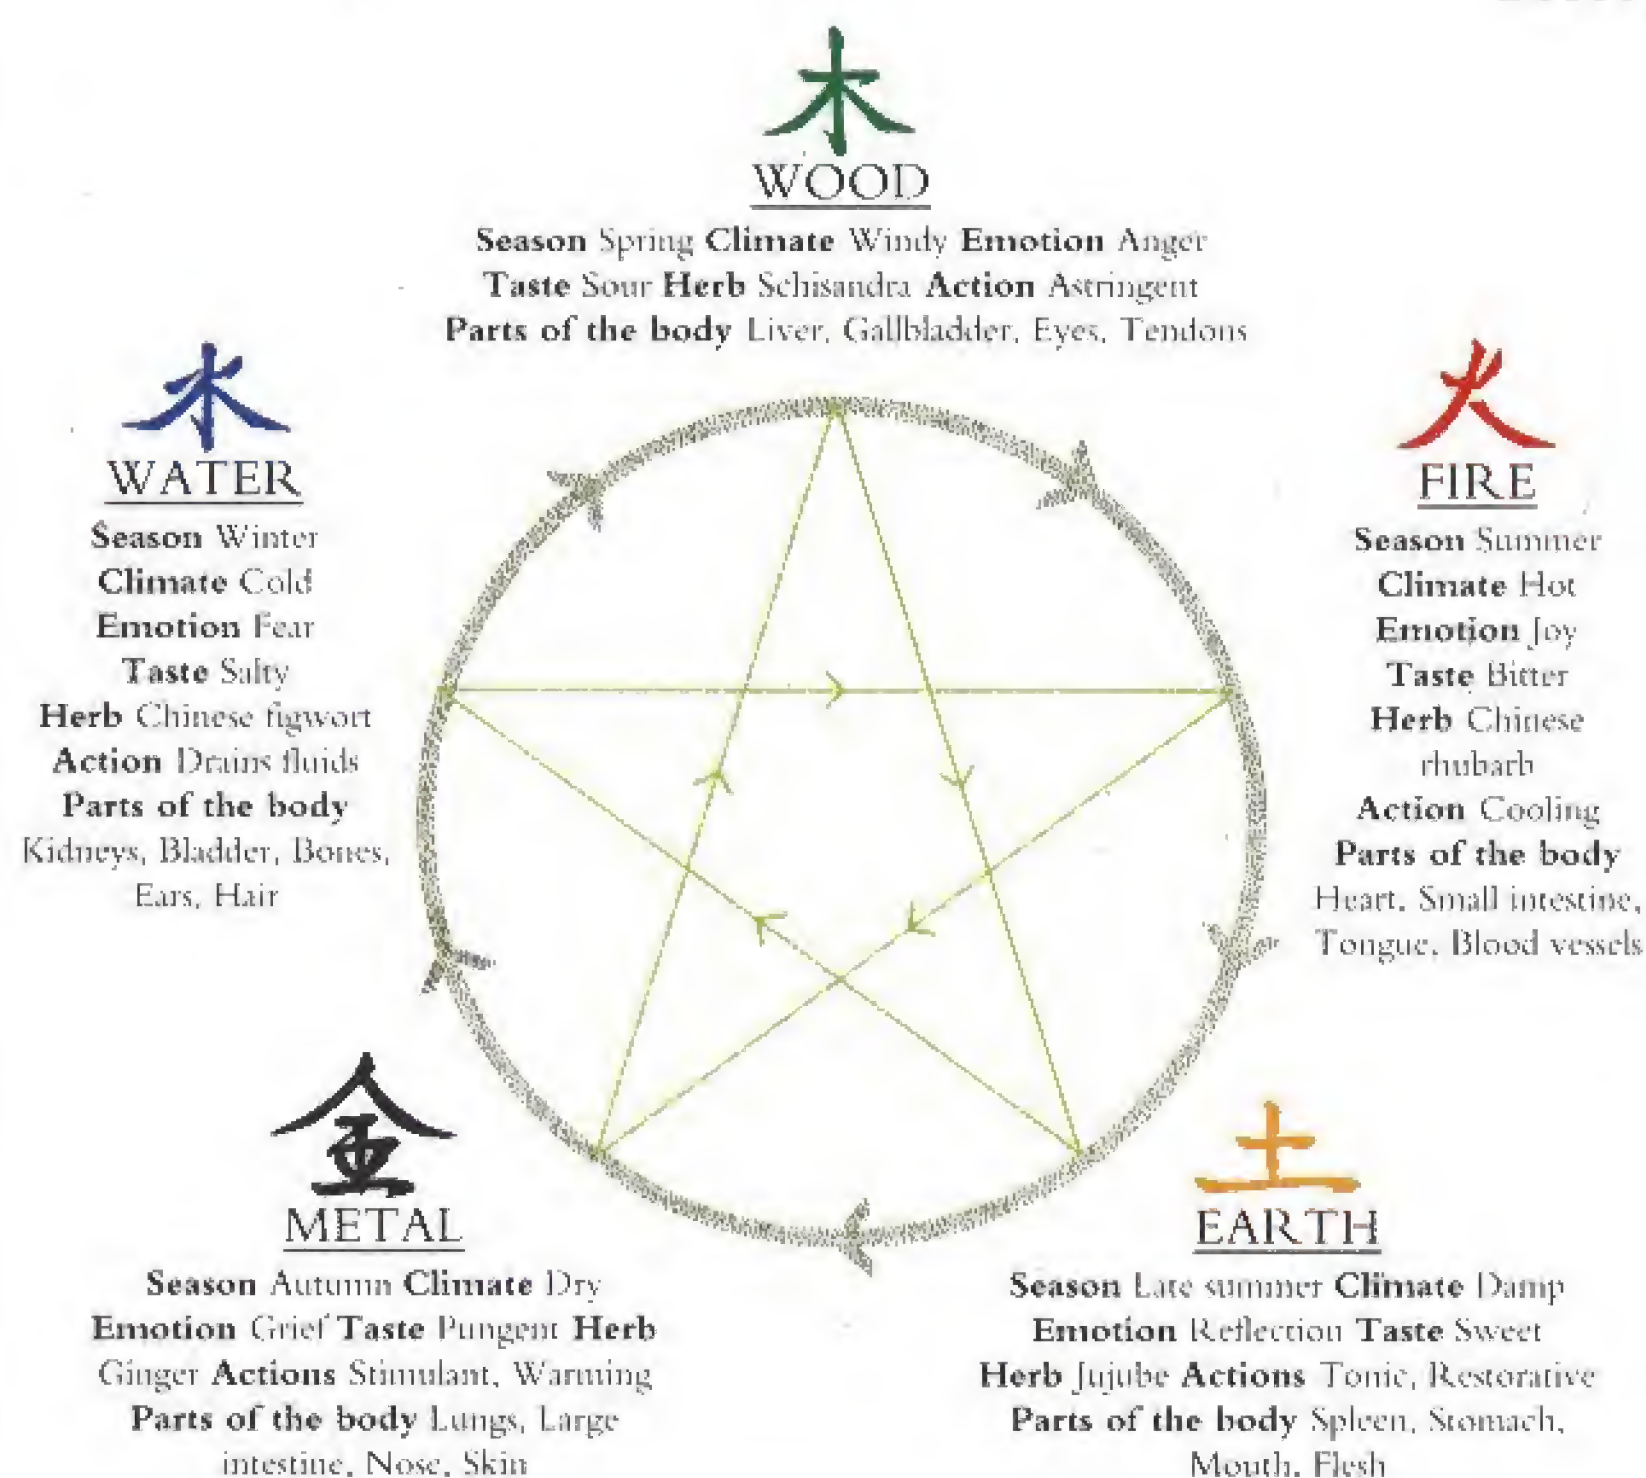 木
WOOD
Season Spring Climate Windy Emotion Anger
Taste Sour Herb Schisandra Action Astringent
Parts of the body Liver, Gallbladder, Eyes, Tendons
水
WATER
Season Winter
Climate Cold
Emotion Fear
Taste Salty
Herb Chinese figwort
Action Drains fluids
Parts of the body
Kidneys, Bladder, Bones,
Ears, Hair
火
FIRE
Season Summer
Climate Hot
Emotion Joy
Taste Bitter
Herb Chinese
rhubarb
Action Cooling
Parts of the body
Heart, Small intestine,
Tongue, Blood vessels
金
METAL
Season Autumn Climate Dry
Emotion Grief Taste Pungent Herb
Ginger Actions Stimulant, Warming
Parts of the body Lungs, Large
intestine, Nose, Skin
土
EARTH
Season Late summer Climate Damp
Emotion Reflection Taste Sweet
Herb Jujube Actions Tonic, Restorative
Parts of the body Spleen, Stomach,
Mouth, Flesh